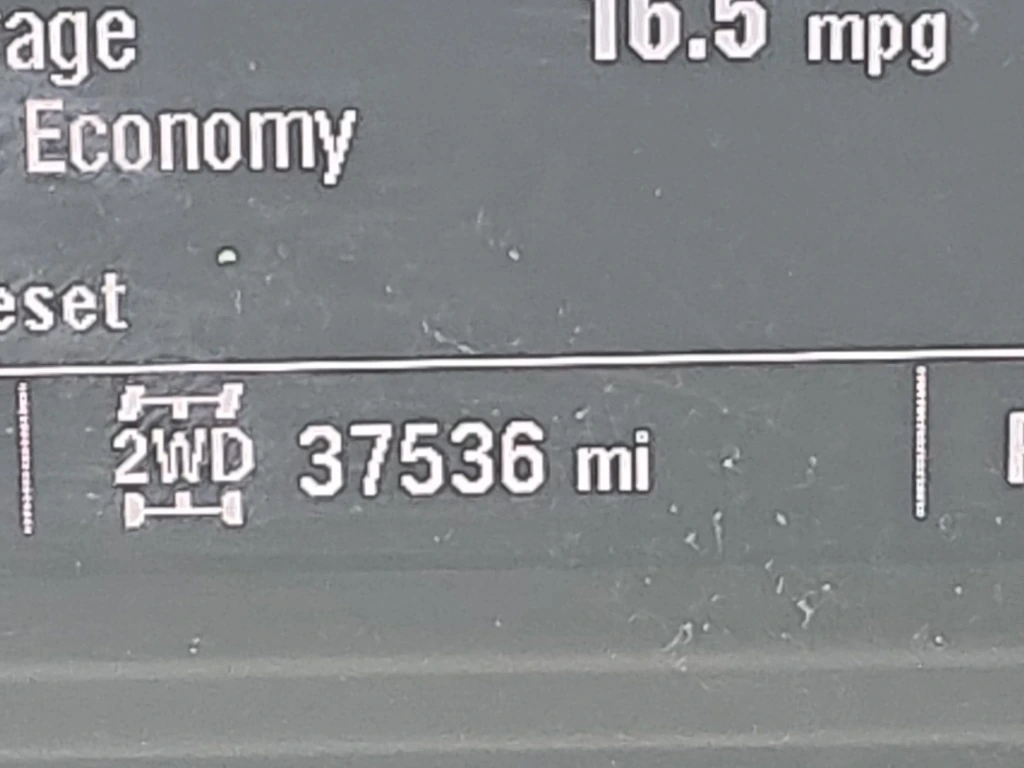 age 16.5 mpg
Economy
eset
2WD 37536 mi